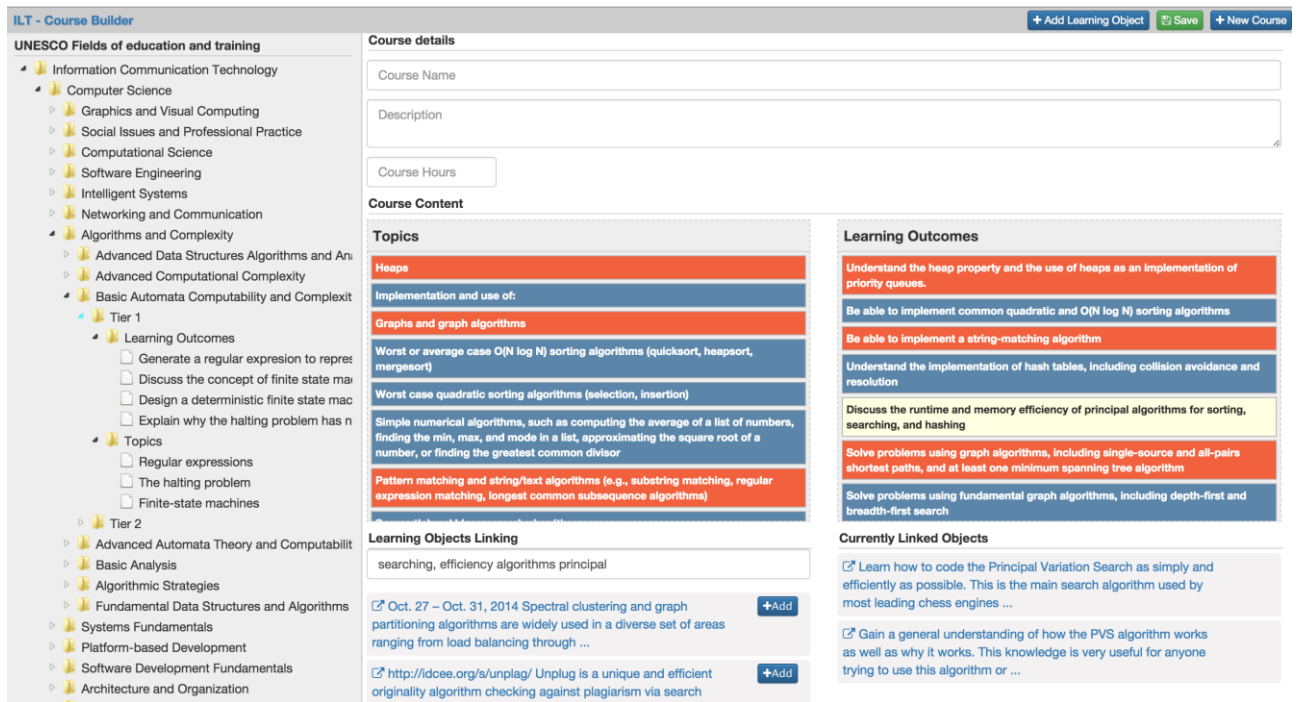 ILT - Course Builder
+ Add Learning Object
Save
+ New Course
UNESCO Fields of education and training
Information Communication Technology
Computer Science
Graphics and Visual Computing
Social Issues and Professional Practice
Computational Science
Software Engineering
Intelligent Systems
Networking and Communication
Algorithms and Complexity
Advanced Data Structures Algorithms and An
Advanced Computational Complexity
Basic Automata Computability and Complexit
Tier 1
Learning Outcomes
Generate a regular expresion to repres
Discuss the concept of finite state ma
Design a deterministic finite state mac
Explain why the halting problem has n
Topics
Regular expressions
The halting problem
Finite-state machines
Tier 2
Advanced Automata Theory and Computabilit
Basic Analysis
Algorithmic Strategies
Fundamental Data Structures and Algorithms
Systems Fundamentals
Platform-based Development
Software Development Fundamentals
Architecture and Organization
Course details
Course Name
Description
Course Hours
Course Content
Topics
Heaps
Implementation and use of:
Graphs and graph algorithms
Worst or average case O(N log N) sorting algorithms (quicksort, heapsort,
mergesort)
Worst case quadratic sorting algorithms (selection, insertion)
Simple numerical algorithms, such as computing the average of a list of numbers,
finding the min, max, and mode in a list, approximating the square root of a
number, or finding the greatest common divisor
Pattern matching and string/text algorithms (e.g., substring matching, regular
expression matching, longest common subsequence algorithms)
Learning Outcomes
Understand the heap property and the use of heaps as an implementation of
priority queues.
Be able to implement common quadratic and O(N log N) sorting algorithms
Be able to implement a string-matching algorithm
Understand the implementation of hash tables, including collision avoidance and
resolution
Discuss the runtime and memory efficiency of principal algorithms for sorting,
searching, and hashing
Solve problems using graph algorithms, including single-source and all-pairs
shortest paths, and at least one minimum spanning tree algorithm
Solve problems using fundamental graph algorithms, including depth-first and
breadth-first search
Learning Objects Linking
searching, efficiency algorithms principal
Oct. 27 – Oct. 31, 2014 Spectral clustering and graph
partitioning algorithms are widely used in a diverse set of areas
ranging from load balancing through ...
+Add
http://idcee.org/s/unplag/ Unplug is a unique and efficient
originality algorithm checking against plagiarism via search
+Add
Currently Linked Objects
Learn how to code the Principal Variation Search as simply and
efficiently as possible. This is the main search algorithm used by
most leading chess engines ...
Gain a general understanding of how the PVS algorithm works
as well as why it works. This knowledge is very useful for anyone
trying to use this algorithm or ...